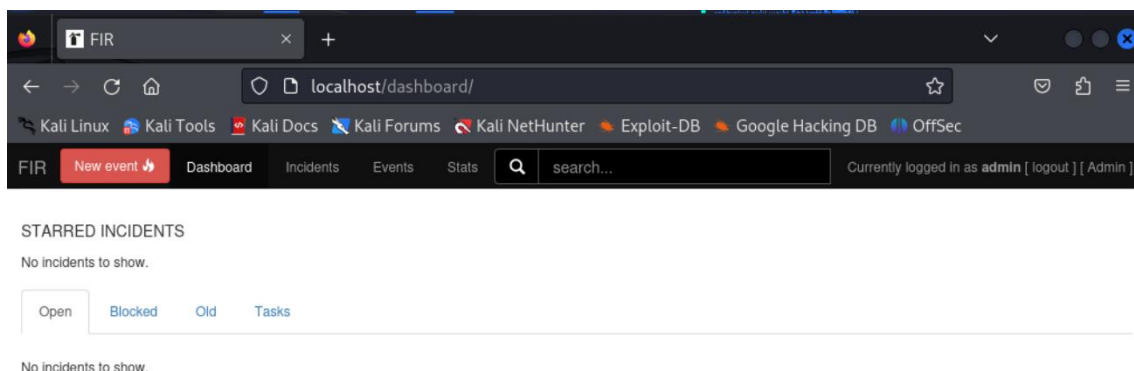 FIR
localhost/dashboard/
Kali Linux Kali Tools Kali Docs Kali Forums Kali NetHunter Exploit-DB Google Hacking DB OffSec
FIR New event Dashboard Incidents Events Stats search... Currently logged in as admin [ logout ] [ Admin ]
STARRED INCIDENTS
No incidents to show.
Open Blocked Old Tasks
No incidents to show.